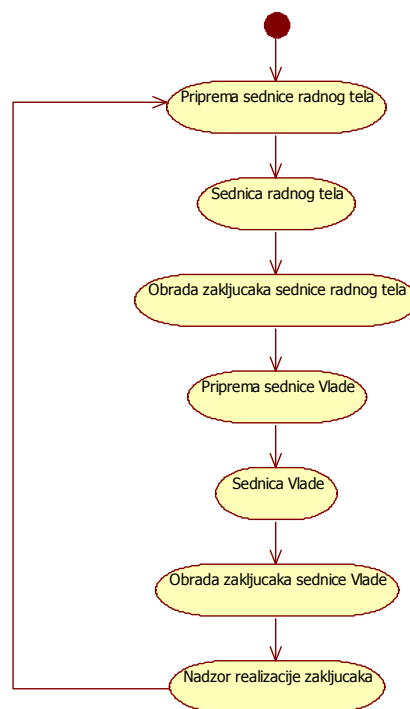 Priprema sednice radnog tela
Sednica radnog tela
Obrada zakljucaka sednice radnog tela
Priprema sednice Vlade
Sednica Vlade
Obrada zakljucaka sednice Vlade
Nadzor realizacije zakljucaka